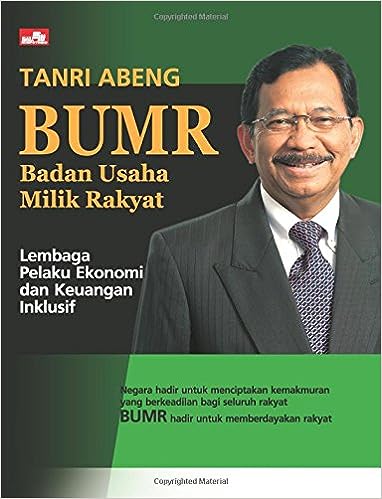 Copyrighted Material
TANRI ABENG
BUMR
Badan Usaha
Milik Rakyat
Lembaga
Pelaku Ekonomi
dan Keuangan
Inklusif
Negara hadir untuk menciptakan kemakmuran
yang berkeadilan bagi seluruh rakyat
BUMR hadir untuk memberdayakan rakyat
Copyrighted Material